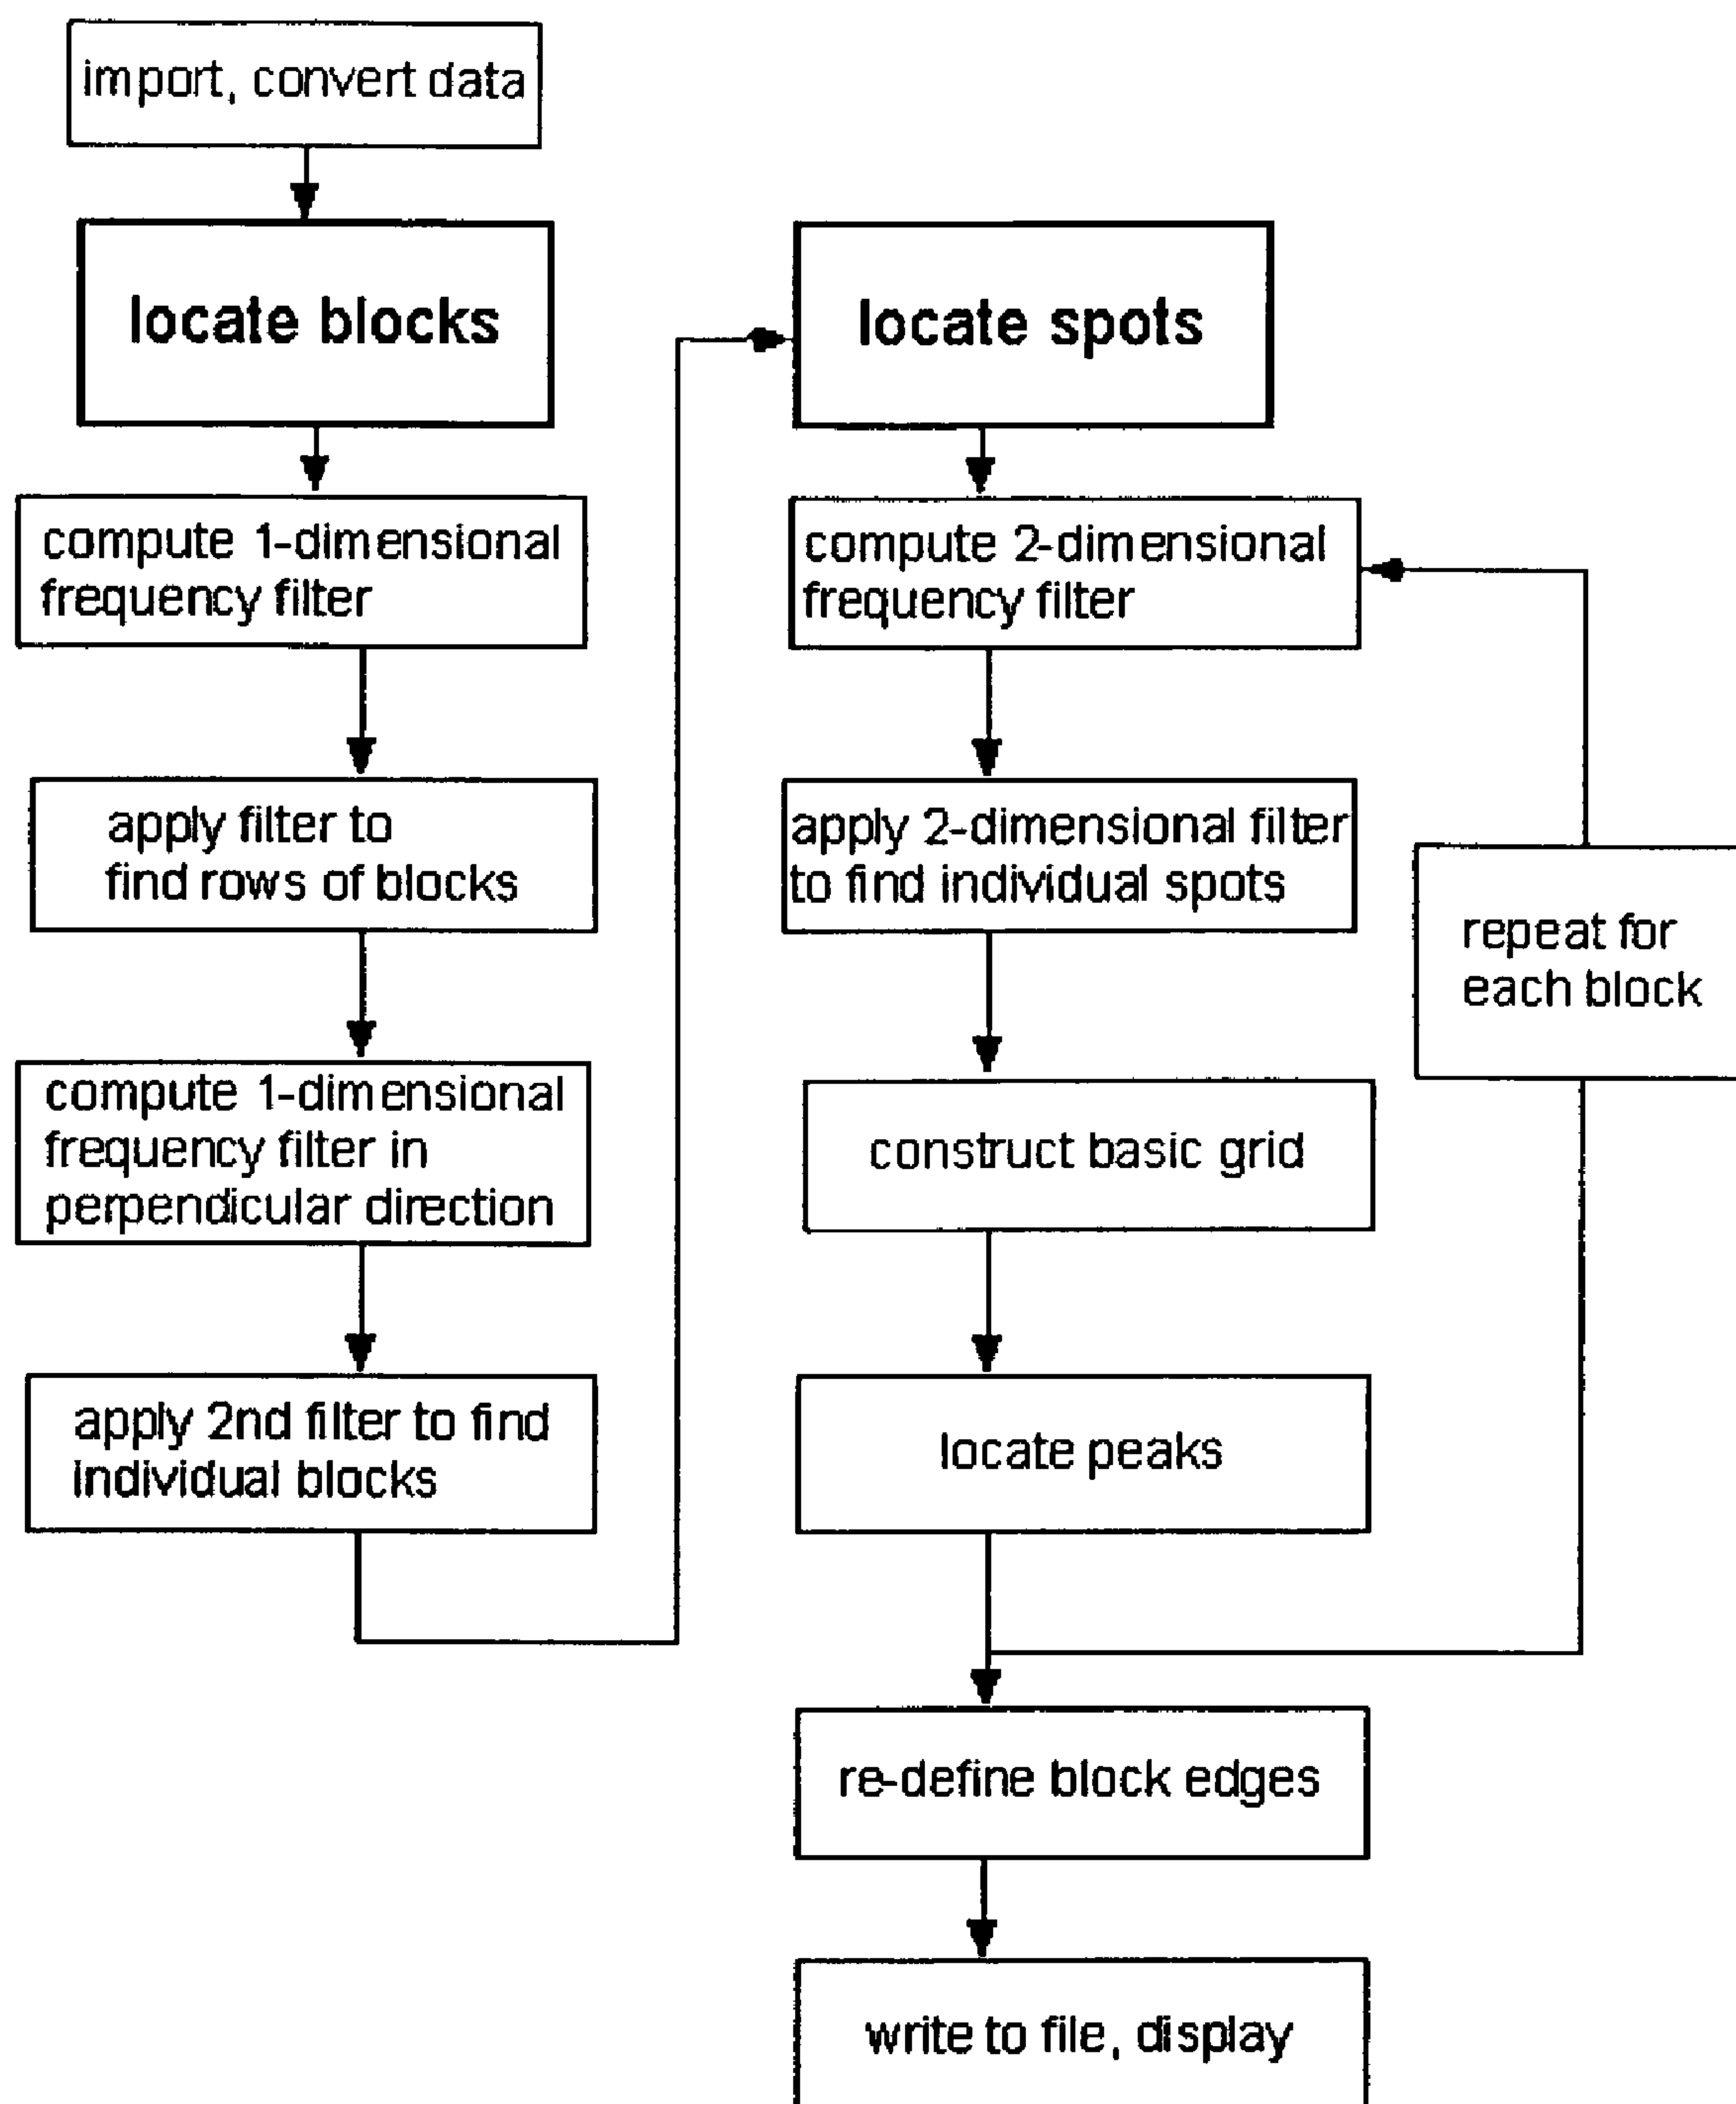 import, convert data
locate blocks
compute 1-dimensional
frequency filter
apply filter to
find rows of blocks
compute 1-dimensional
frequency filter in
perpendicular direction
apply 2nd filter to find
individual blocks
locate spots
compute 2-dimensional
frequency filter
apply 2-dimensional filter
to find individual spots
construct basic grid
locate peaks
repeat for
each block
re-define block edges
write to file, display